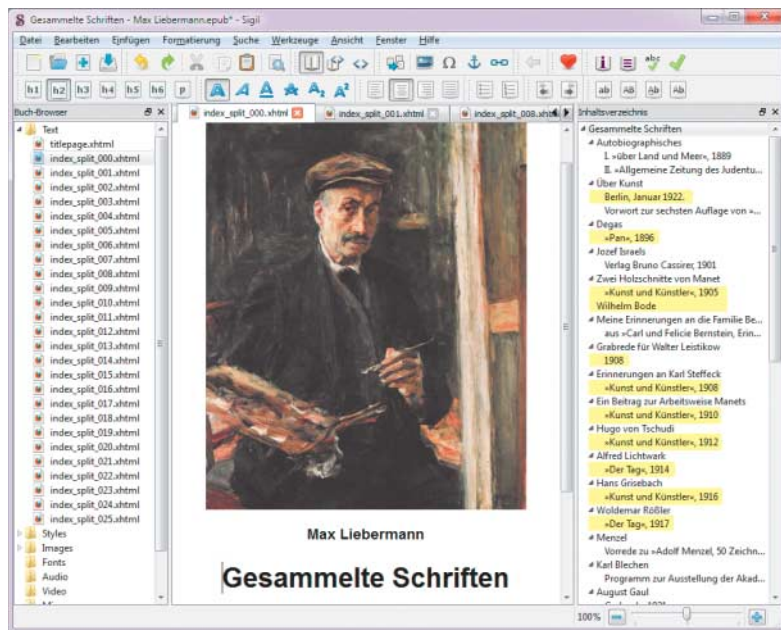 Gesammelte Schriften - Max Liebermann.epub* - Sigil
Datei Bearbeiten Einfügen Formatierung Suche Werkzeuge Ansicht Fenster Hilfe
h1 h2 h3 h4 h5 h6 p A A A A A₂ A² ab AB Ab Ab
Buch-Browser
Text
titlepage.xhtml
index_split_000.xhtml
index_split_001.xhtml
index_split_002.xhtml
index_split_003.xhtml
index_split_004.xhtml
index_split_005.xhtml
index_split_006.xhtml
index_split_007.xhtml
index_split_008.xhtml
index_split_009.xhtml
index_split_010.xhtml
index_split_011.xhtml
index_split_012.xhtml
index_split_013.xhtml
index_split_014.xhtml
index_split_015.xhtml
index_split_016.xhtml
index_split_017.xhtml
index_split_018.xhtml
index_split_019.xhtml
index_split_020.xhtml
index_split_021.xhtml
index_split_022.xhtml
index_split_023.xhtml
index_split_024.xhtml
index_split_025.xhtml
Styles
Images
Fonts
Audio
Video
index_split_000.xhtml index_split_001.xhtml index_split_008.xhtml
Max Liebermann
Gesammelte Schriften
Inhaltsverzeichnis
Gesammelte Schriften
Autobiographisches
I. »über Land und Meer«, 1889
II. »Allgemeine Zeitung des Judentu...
Über Kunst
Berlin, Januar 1922.
Vorwort zur sechsten Auflage von »...
Degas
»Pan«, 1896
Jozef Israels
Verlag Bruno Cassirer, 1901
Zwei Holzschnitte von Manet
»Kunst und Künstler«, 1905
Wilhelm Bode
Meine Erinnerungen an die Familie Be...
aus »Carl und Felicie Bernstein, Erin...
Grabrede für Walter Leistikow
1908
Erinnerungen an Karl Steffeck
»Kunst und Künstler«, 1908
Ein Beitrag zur Arbeitsweise Manets
»Kunst und Künstler«, 1910
Hugo von Tschudi
»Kunst und Künstler«, 1912
Alfred Lichtwark
»Der Tag«, 1914
Hans Grisebach
»Kunst und Künstler«, 1916
Woldemar Rößler
»Der Tag«, 1917
Menzel
Vorrede zu »Adolf Menzel, 50 Zeichn...
Karl Blechen
Programm zur Ausstellung der Akad...
August Gaul
100%